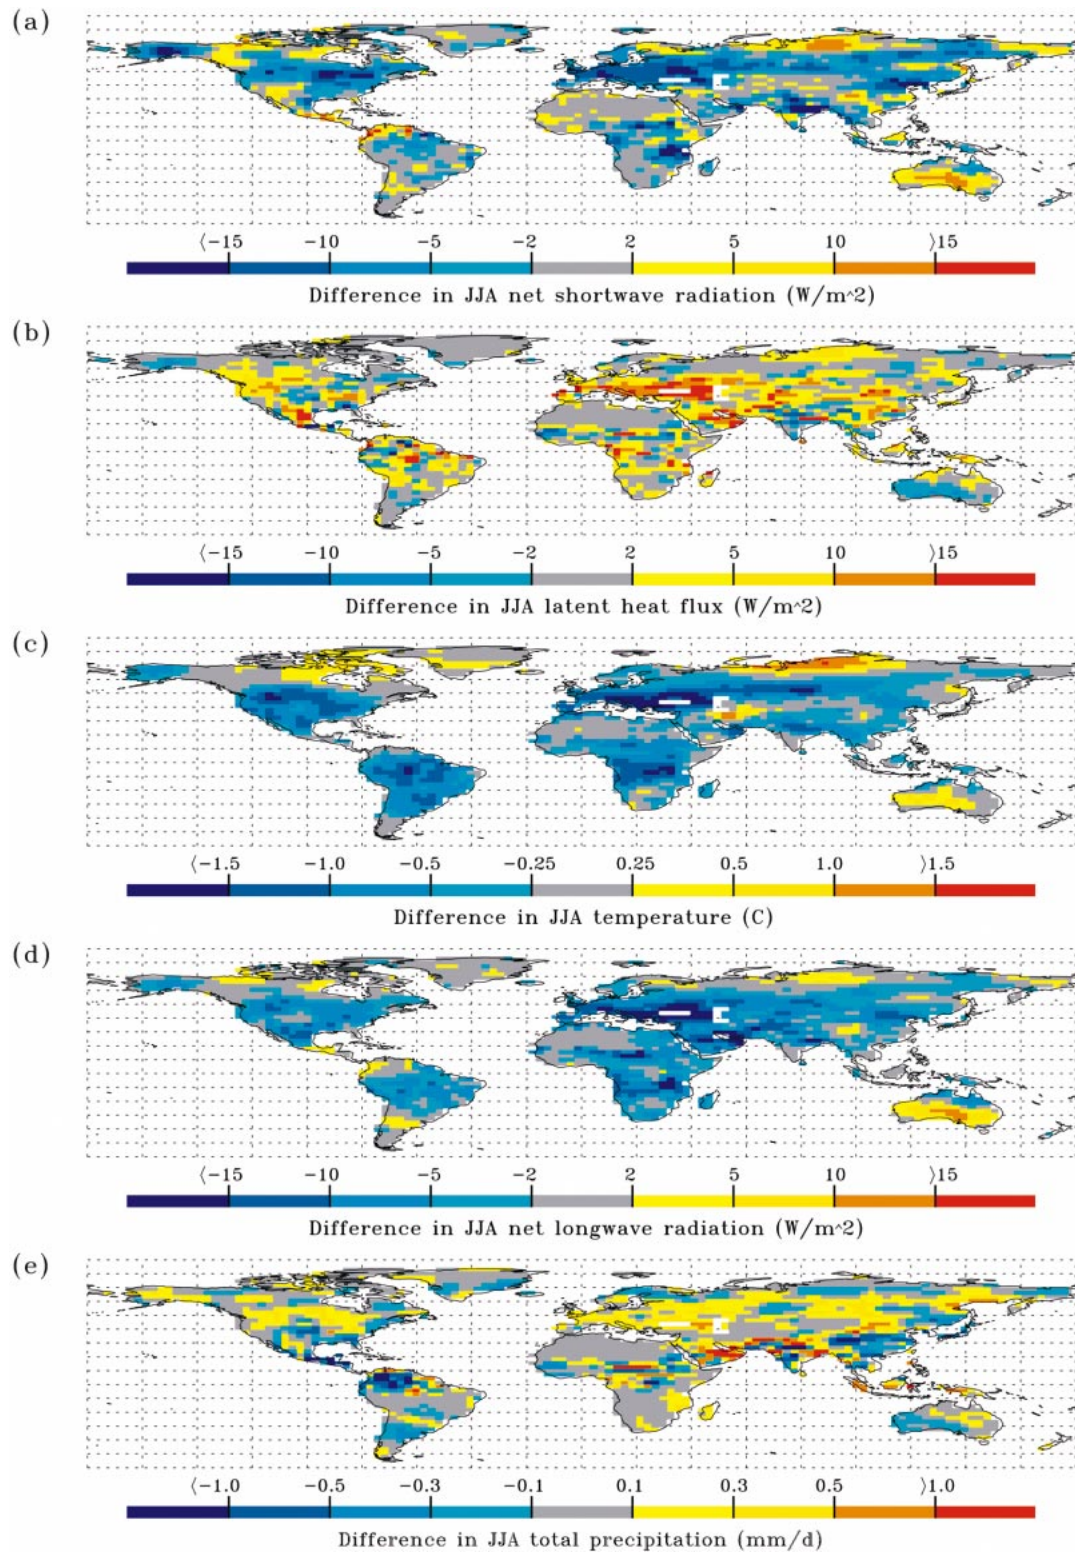 (a)
⟨-15 -10 -5 -2 2 5 10 ⟩15
Difference in JJA net shortwave radiation (W/m^2)
(b)
⟨-15 -10 -5 -2 2 5 10 ⟩15
Difference in JJA latent heat flux (W/m^2)
(c)
⟨-1.5 -1.0 -0.5 -0.25 0.25 0.5 1.0 ⟩1.5
Difference in JJA temperature (C)
(d)
⟨-15 -10 -5 -2 2 5 10 ⟩15
Difference in JJA net longwave radiation (W/m^2)
(e)
⟨-1.0 -0.5 -0.3 -0.1 0.1 0.3 0.5 ⟩1.0
Difference in JJA total precipitation (mm/d)